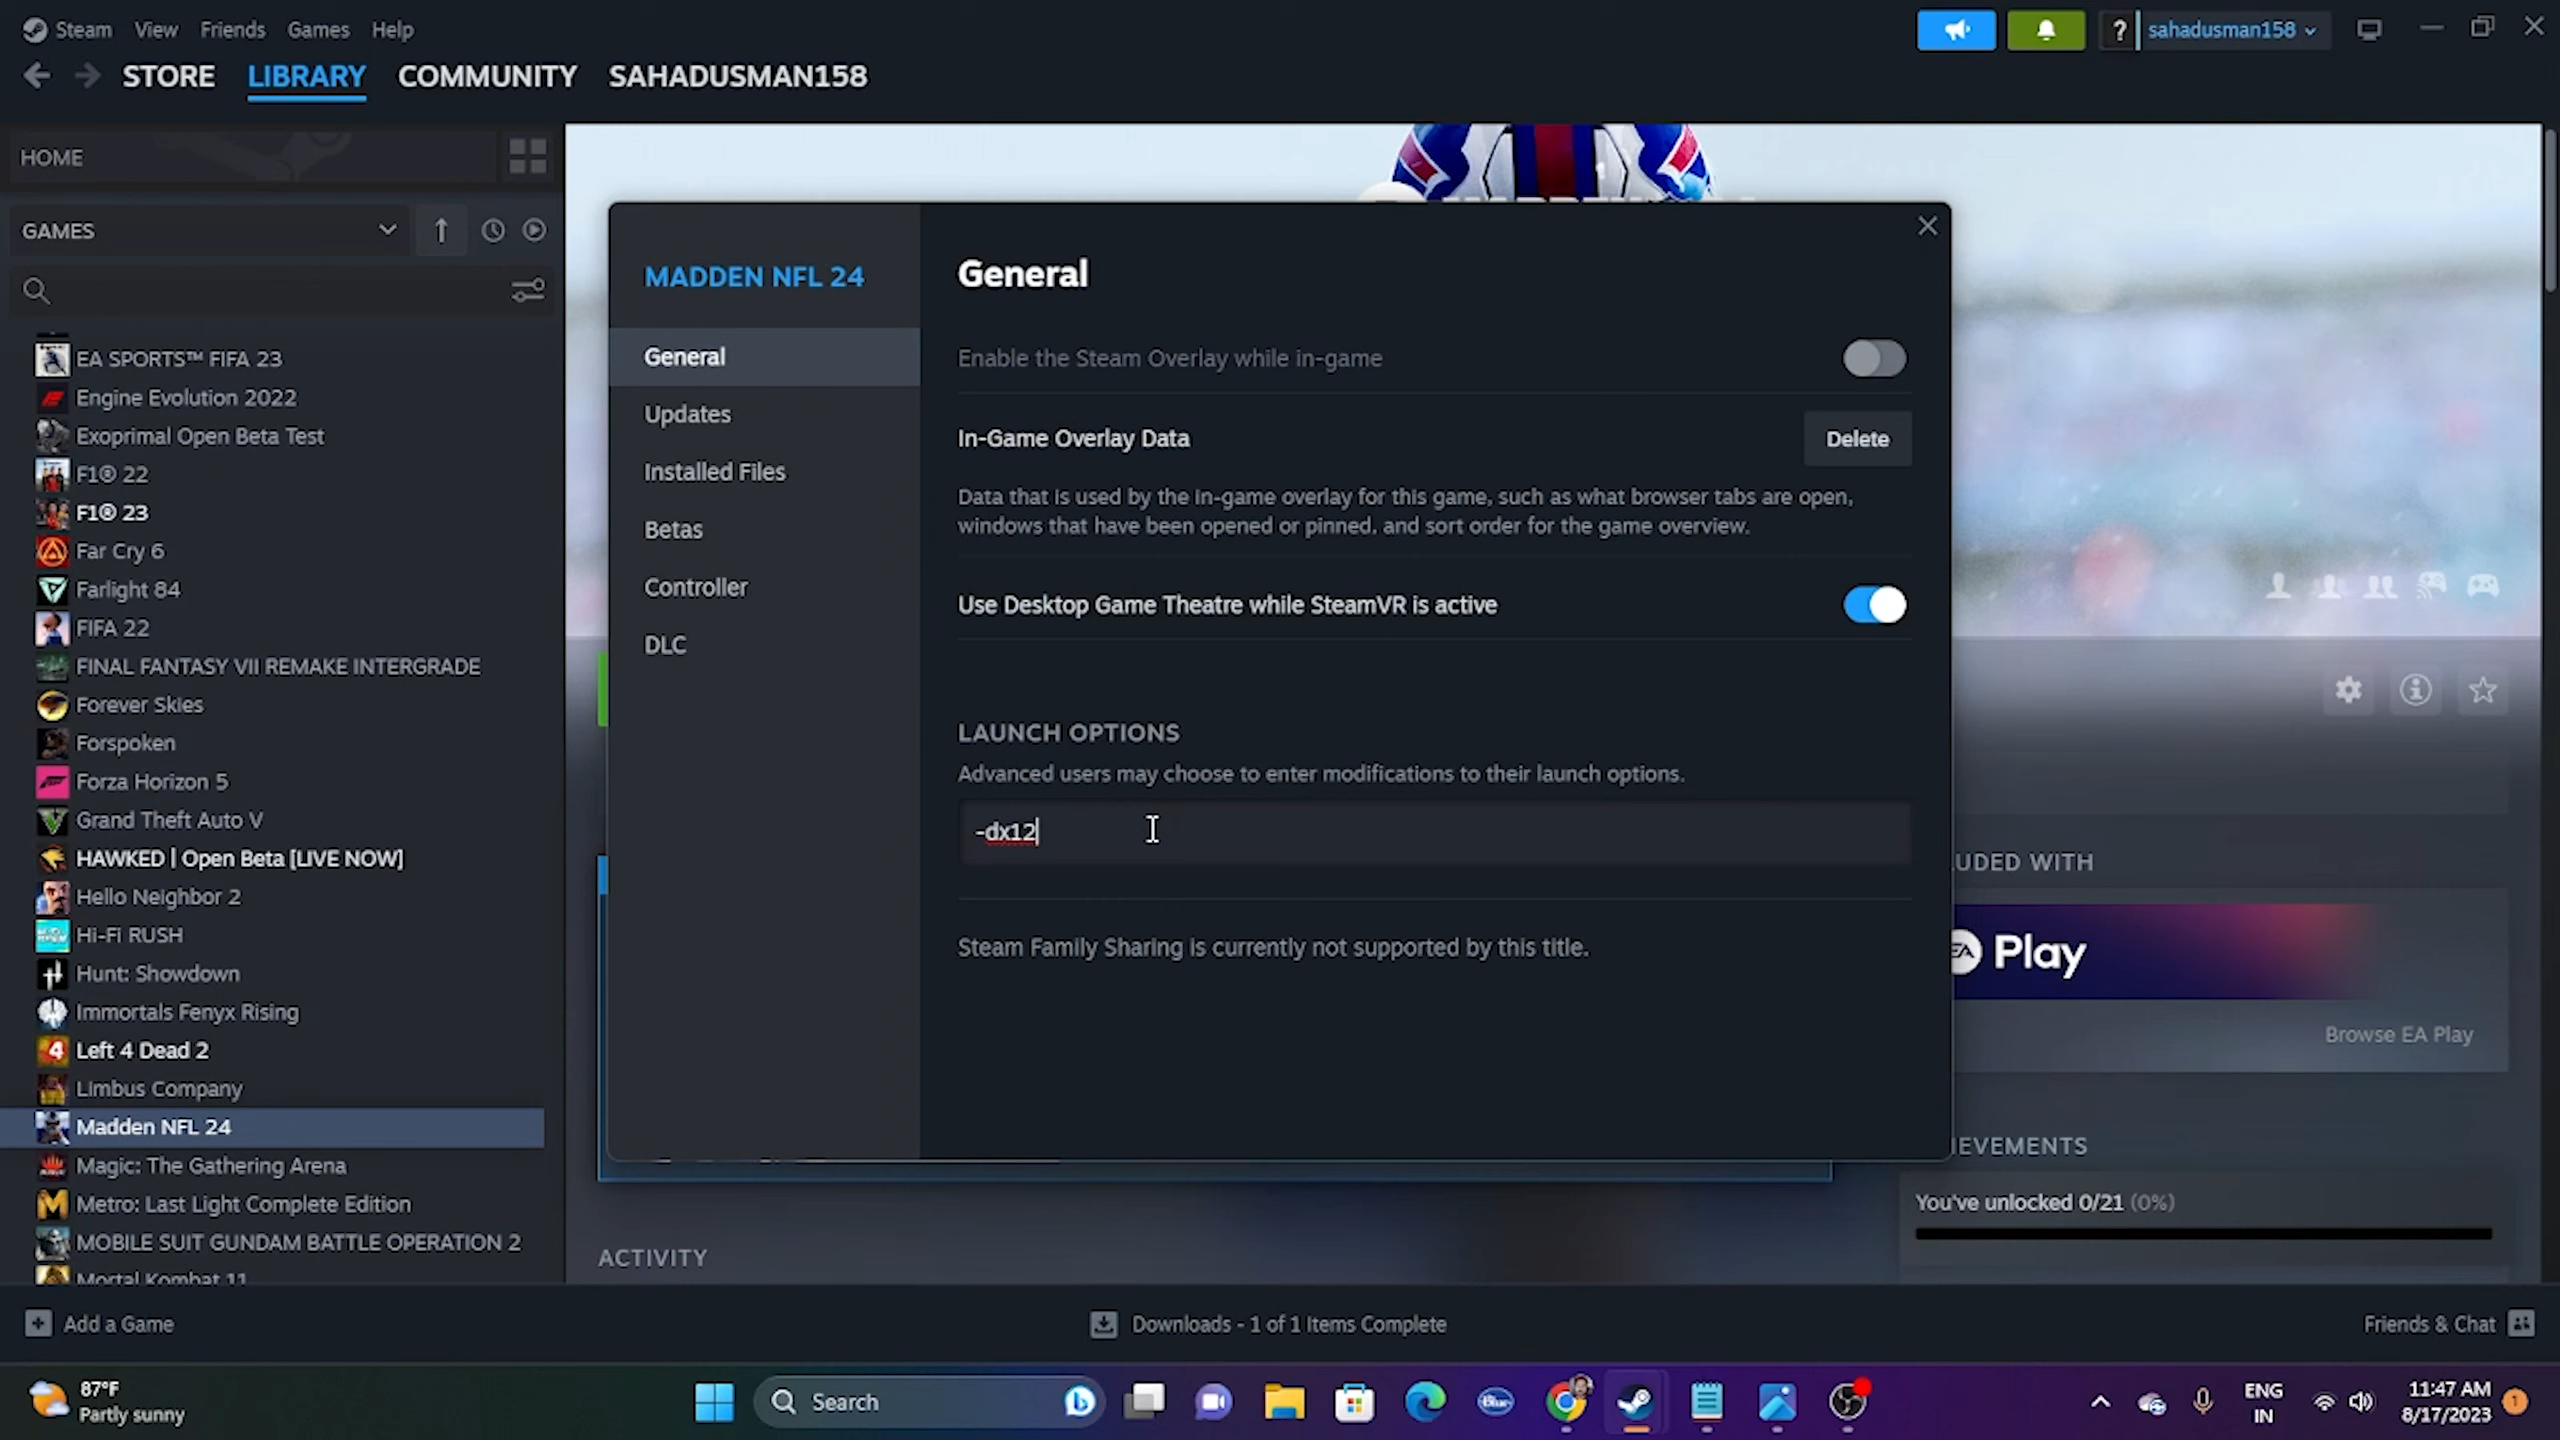 Steam View Friends Games Help
? sahadusman158
STORE LIBRARY COMMUNITY SAHADUSMAN158
HOME
GAMES
EA SPORTS™ FIFA 23
Engine Evolution 2022
Exoprimal Open Beta Test
F1® 22
F1® 23
Far Cry 6
Farlight 84
FIFA 22
FINAL FANTASY VII REMAKE INTERGRADE
Forever Skies
Forspoken
Forza Horizon 5
Grand Theft Auto V
HAWKED | Open Beta [LIVE NOW]
Hello Neighbor 2
Hi-Fi RUSH
Hunt: Showdown
Immortals Fenyx Rising
Left 4 Dead 2
Limbus Company
Madden NFL 24
Magic: The Gathering Arena
Metro: Last Light Complete Edition
MOBILE SUIT GUNDAM BATTLE OPERATION 2
Mortal Kombat 11
MADDEN NFL 24
General
Updates
Installed Files
Betas
Controller
DLC
General
Enable the Steam Overlay while in-game
In-Game Overlay Data
Delete
Data that is used by the in-game overlay for this game, such as what browser tabs are open,
windows that have been opened or pinned, and sort order for the game overview.
Use Desktop Game Theatre while SteamVR is active
LAUNCH OPTIONS
Advanced users may choose to enter modifications to their launch options.
-dx12
Steam Family Sharing is currently not supported by this title.
UDED WITH
EA Play
Browse EA Play
IEVEMENTS
You've unlocked 0/21 (0%)
ACTIVITY
Add a Game
Downloads - 1 of 1 Items Complete
Friends & Chat
87°F
Partly sunny
Search
Blue
ENG
IN
11:47 AM
8/17/2023
1